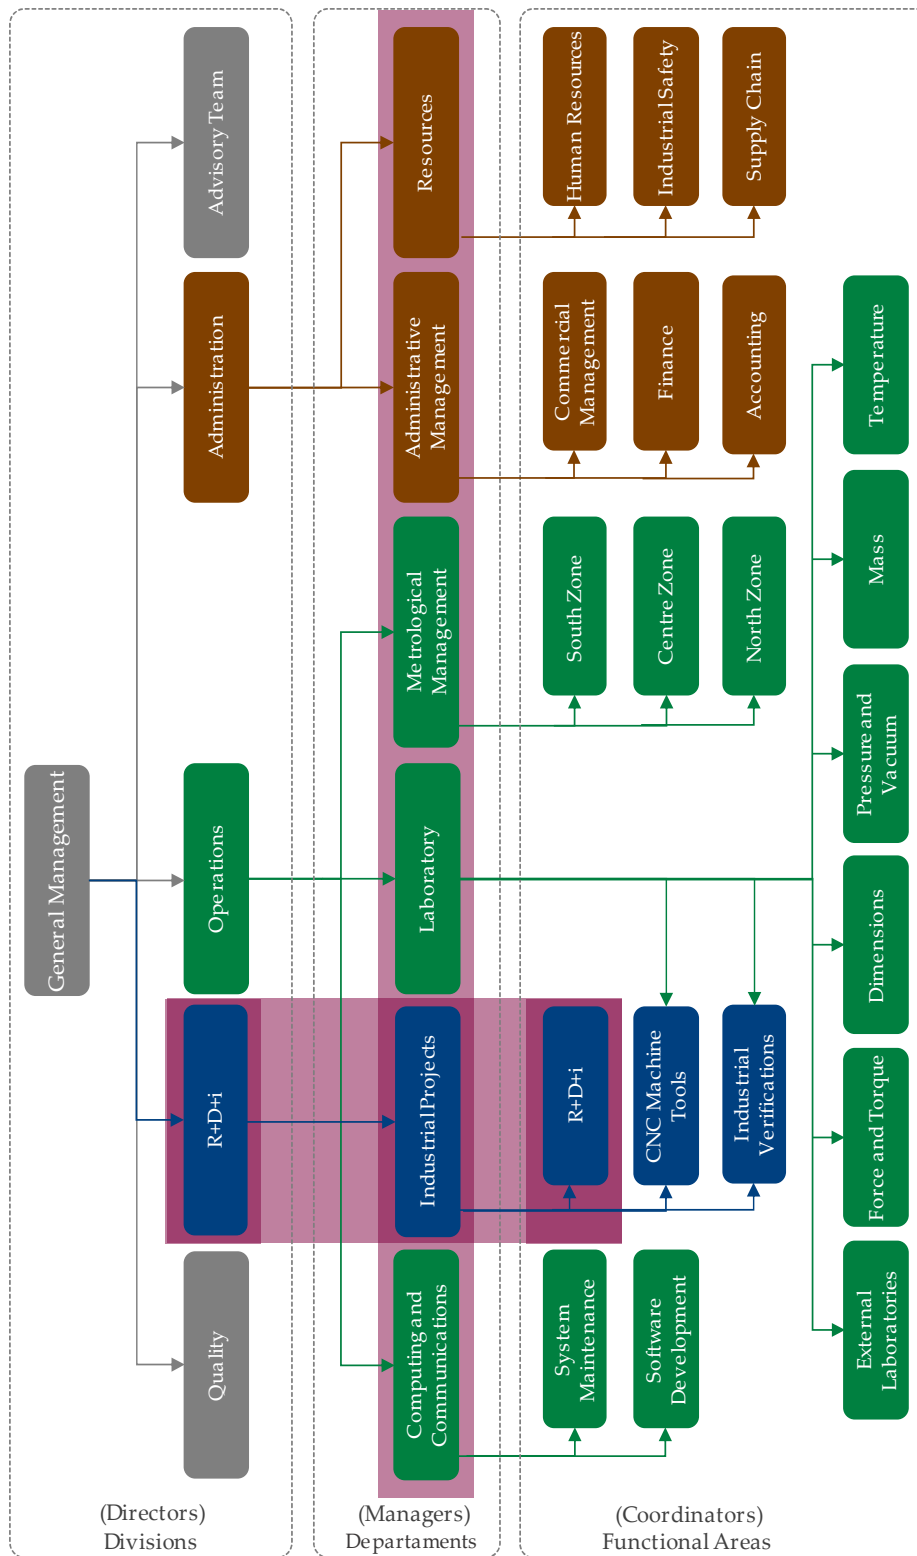 General Management
Quality
R+D+i
Operations
Administration
Advisory Team
Computing and
Communications
Industrial Projects
Laboratory
Metrological
Management
Administrative
Management
Resources
System
Maintenance
Software
Development
R+D+i
CNC Machine
Tools
Industrial
Verifications
South Zone
Centre Zone
North Zone
Commercial
Management
Finance
Accounting
Human Resources
Industrial Safety
Supply Chain
External
Laboratories
Force and Torque
Dimensions
Pressure and
Vacuum
Mass
Temperature
(Directors)
Divisions
(Managers)
Departaments
(Coordinators)
Functional Areas